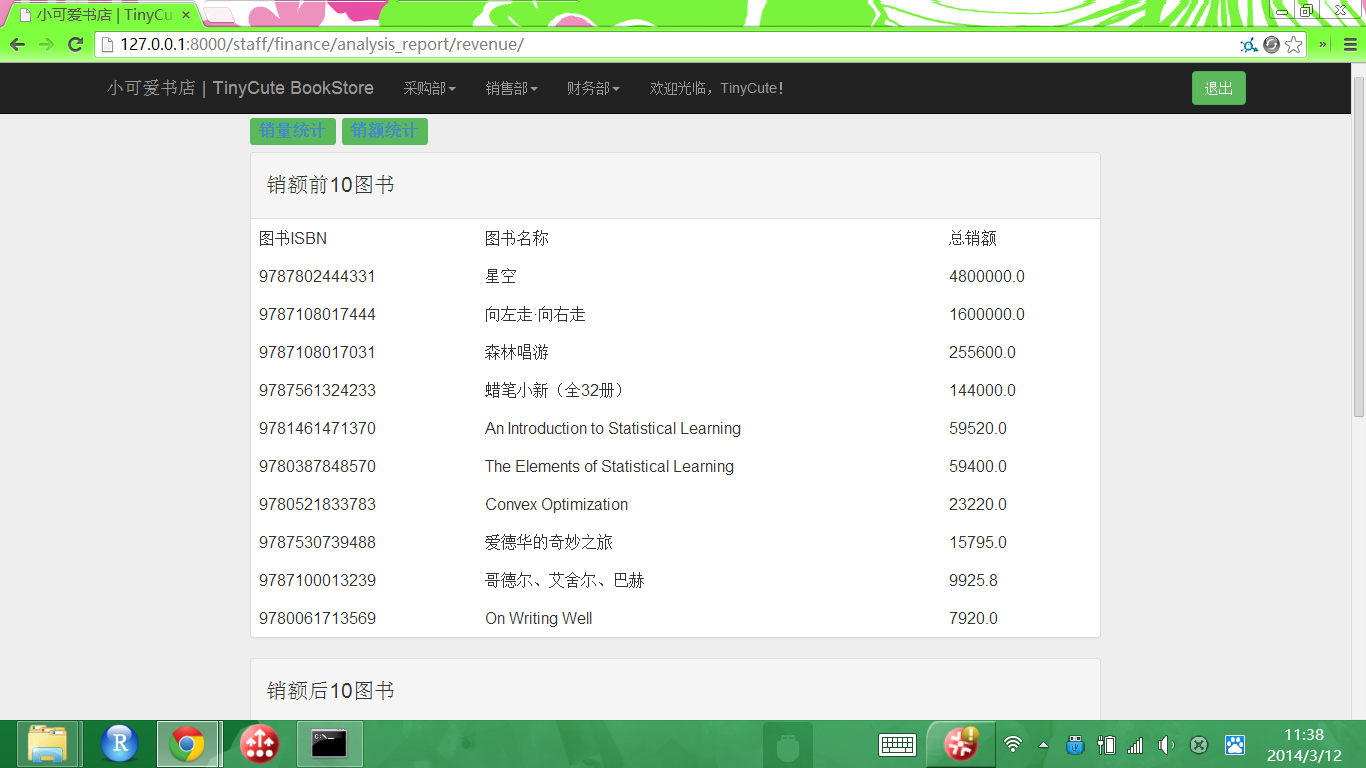 小可爱书店 | TinyCu
127.0.0.1:8000/staff/finance/analysis_report/revenue/
小可爱书店 | TinyCute BookStore 采购部 销售部 财务部 欢迎光临，TinyCute! 退出
销量统计 销额统计
销额前10图书
图书ISBN 图书名称 总销额
9787802444331 星空 4800000.0
9787108017444 向左走·向右走 1600000.0
9787108017031 森林唱游 255600.0
9787561324233 蜡笔小新（全32册） 144000.0
9781461471370 An Introduction to Statistical Learning 59520.0
9780387848570 The Elements of Statistical Learning 59400.0
9780521833783 Convex Optimization 23220.0
9787530739488 爱德华的奇妙之旅 15795.0
9787100013239 哥德尔、艾舍尔、巴赫 9925.8
9780061713569 On Writing Well 7920.0
销额后10图书
R
C:\_
11:38
2014/3/12